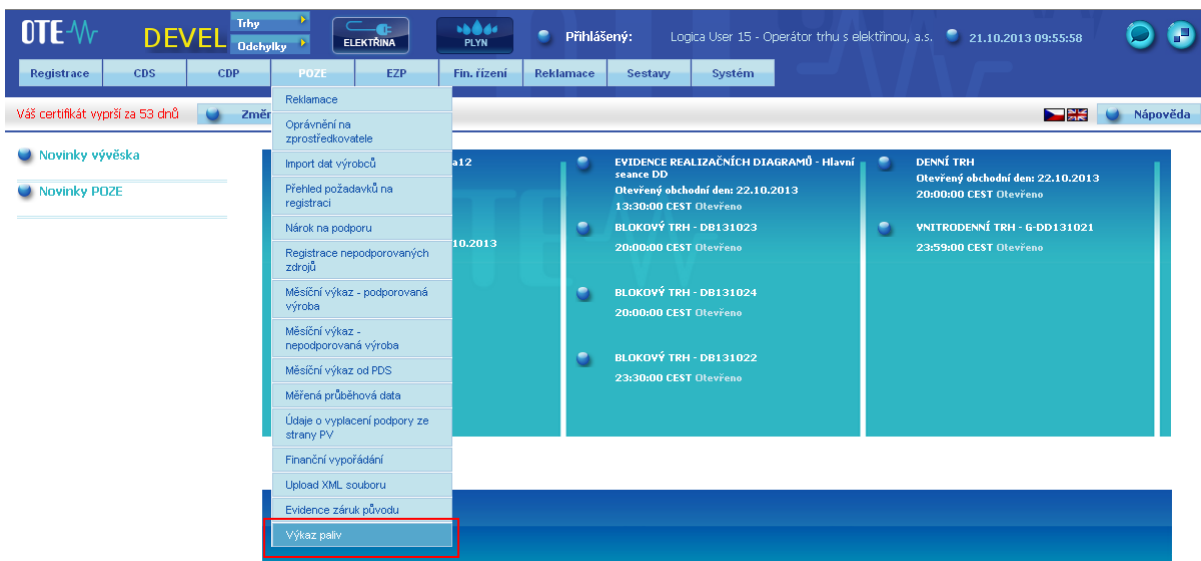 OTE
DEVEL
Trhy
Odchylky
ELEKTŘINA
PLYN
Přihlášený: Logica User 15 - Operátor trhu s elektřinou, a.s.
21.10.2013 09:55:58
Registrace
CDS
CDP
POZE
EZP
Fin. řízení
Reklamace
Sestavy
Systém
Váš certifikát vyprší za 53 dnů
Změn
Nápověda
Novinky vývěska
Novinky POZE
Reklamace
Oprávnění na
zprostředkovatele
Import dat výrobců
Přehled požadavků na
registraci
Nárok na podporu
Registrace nepodporovaných
zdrojů
Měsíční výkaz - podporovaná
výroba
Měsíční výkaz -
nepodporovaná výroba
Měsíční výkaz od PDS
Měřená průběhová data
Údaje o vyplacení podpory ze
strany PV
Finanční vypořádání
Upload XML souboru
Evidence záruk původu
Výkaz paliv
a12
10.2013
EVIDENCE REALIZAČNÍCH DIAGRAMŮ - Hlavní
seance DD
Otevřený obchodní den: 22.10.2013
13:30:00 CEST Otevřeno
BLOKOVÝ TRH - DB131023
20:00:00 CEST Otevřeno
BLOKOVÝ TRH - DB131024
20:00:00 CEST Otevřeno
BLOKOVÝ TRH - DB131022
23:30:00 CEST Otevřeno
DENNÍ TRH
Otevřený obchodní den: 22.10.2013
20:00:00 CEST Otevřeno
VNITRODENNÍ TRH - G-DD131021
23:59:00 CEST Otevřeno